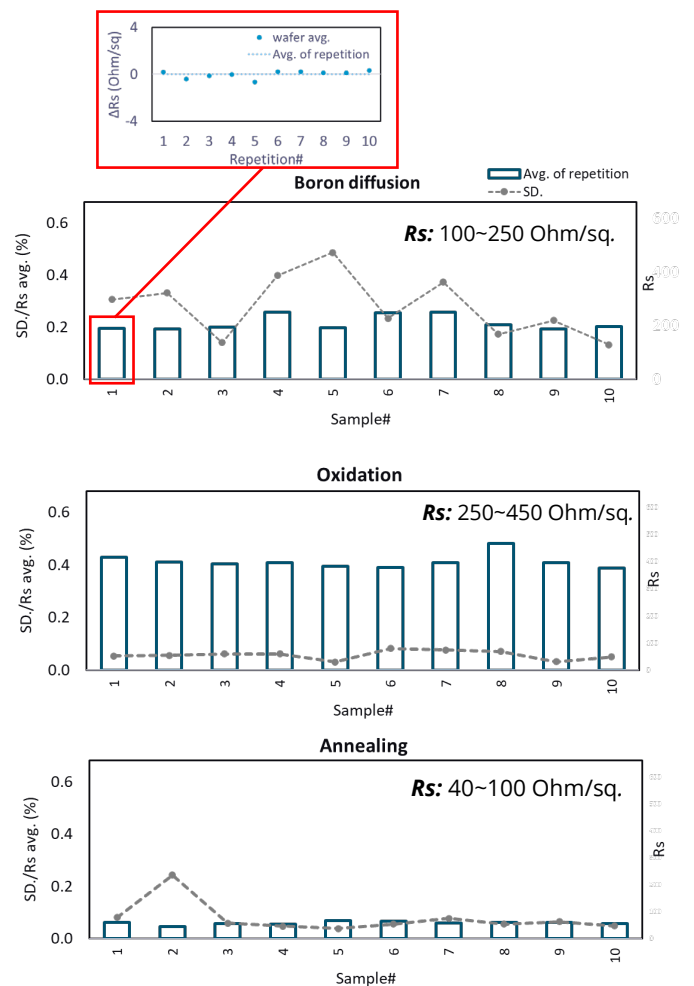 4
0
-4
ΔRs (Ohm/sq)
wafer avg.
Avg. of repetition
1 2 3 4 5 6 7 8 9 10
Repetition#
Boron diffusion
Avg. of repetition
SD.
Rs: 100~250 Ohm/sq.
0.6
0.4
0.2
0.0
SD./Rs avg. (%)
600
400
200
0
Rs
1 2 3 4 5 6 7 8 9 10
Sample#
Oxidation
Rs: 250~450 Ohm/sq.
0.6
0.4
0.2
0.0
SD./Rs avg. (%)
Rs
1 2 3 4 5 6 7 8 9 10
Sample#
Annealing
Rs: 40~100 Ohm/sq.
0.6
0.4
0.2
0.0
SD./Rs avg. (%)
Rs
1 2 3 4 5 6 7 8 9 10
Sample#